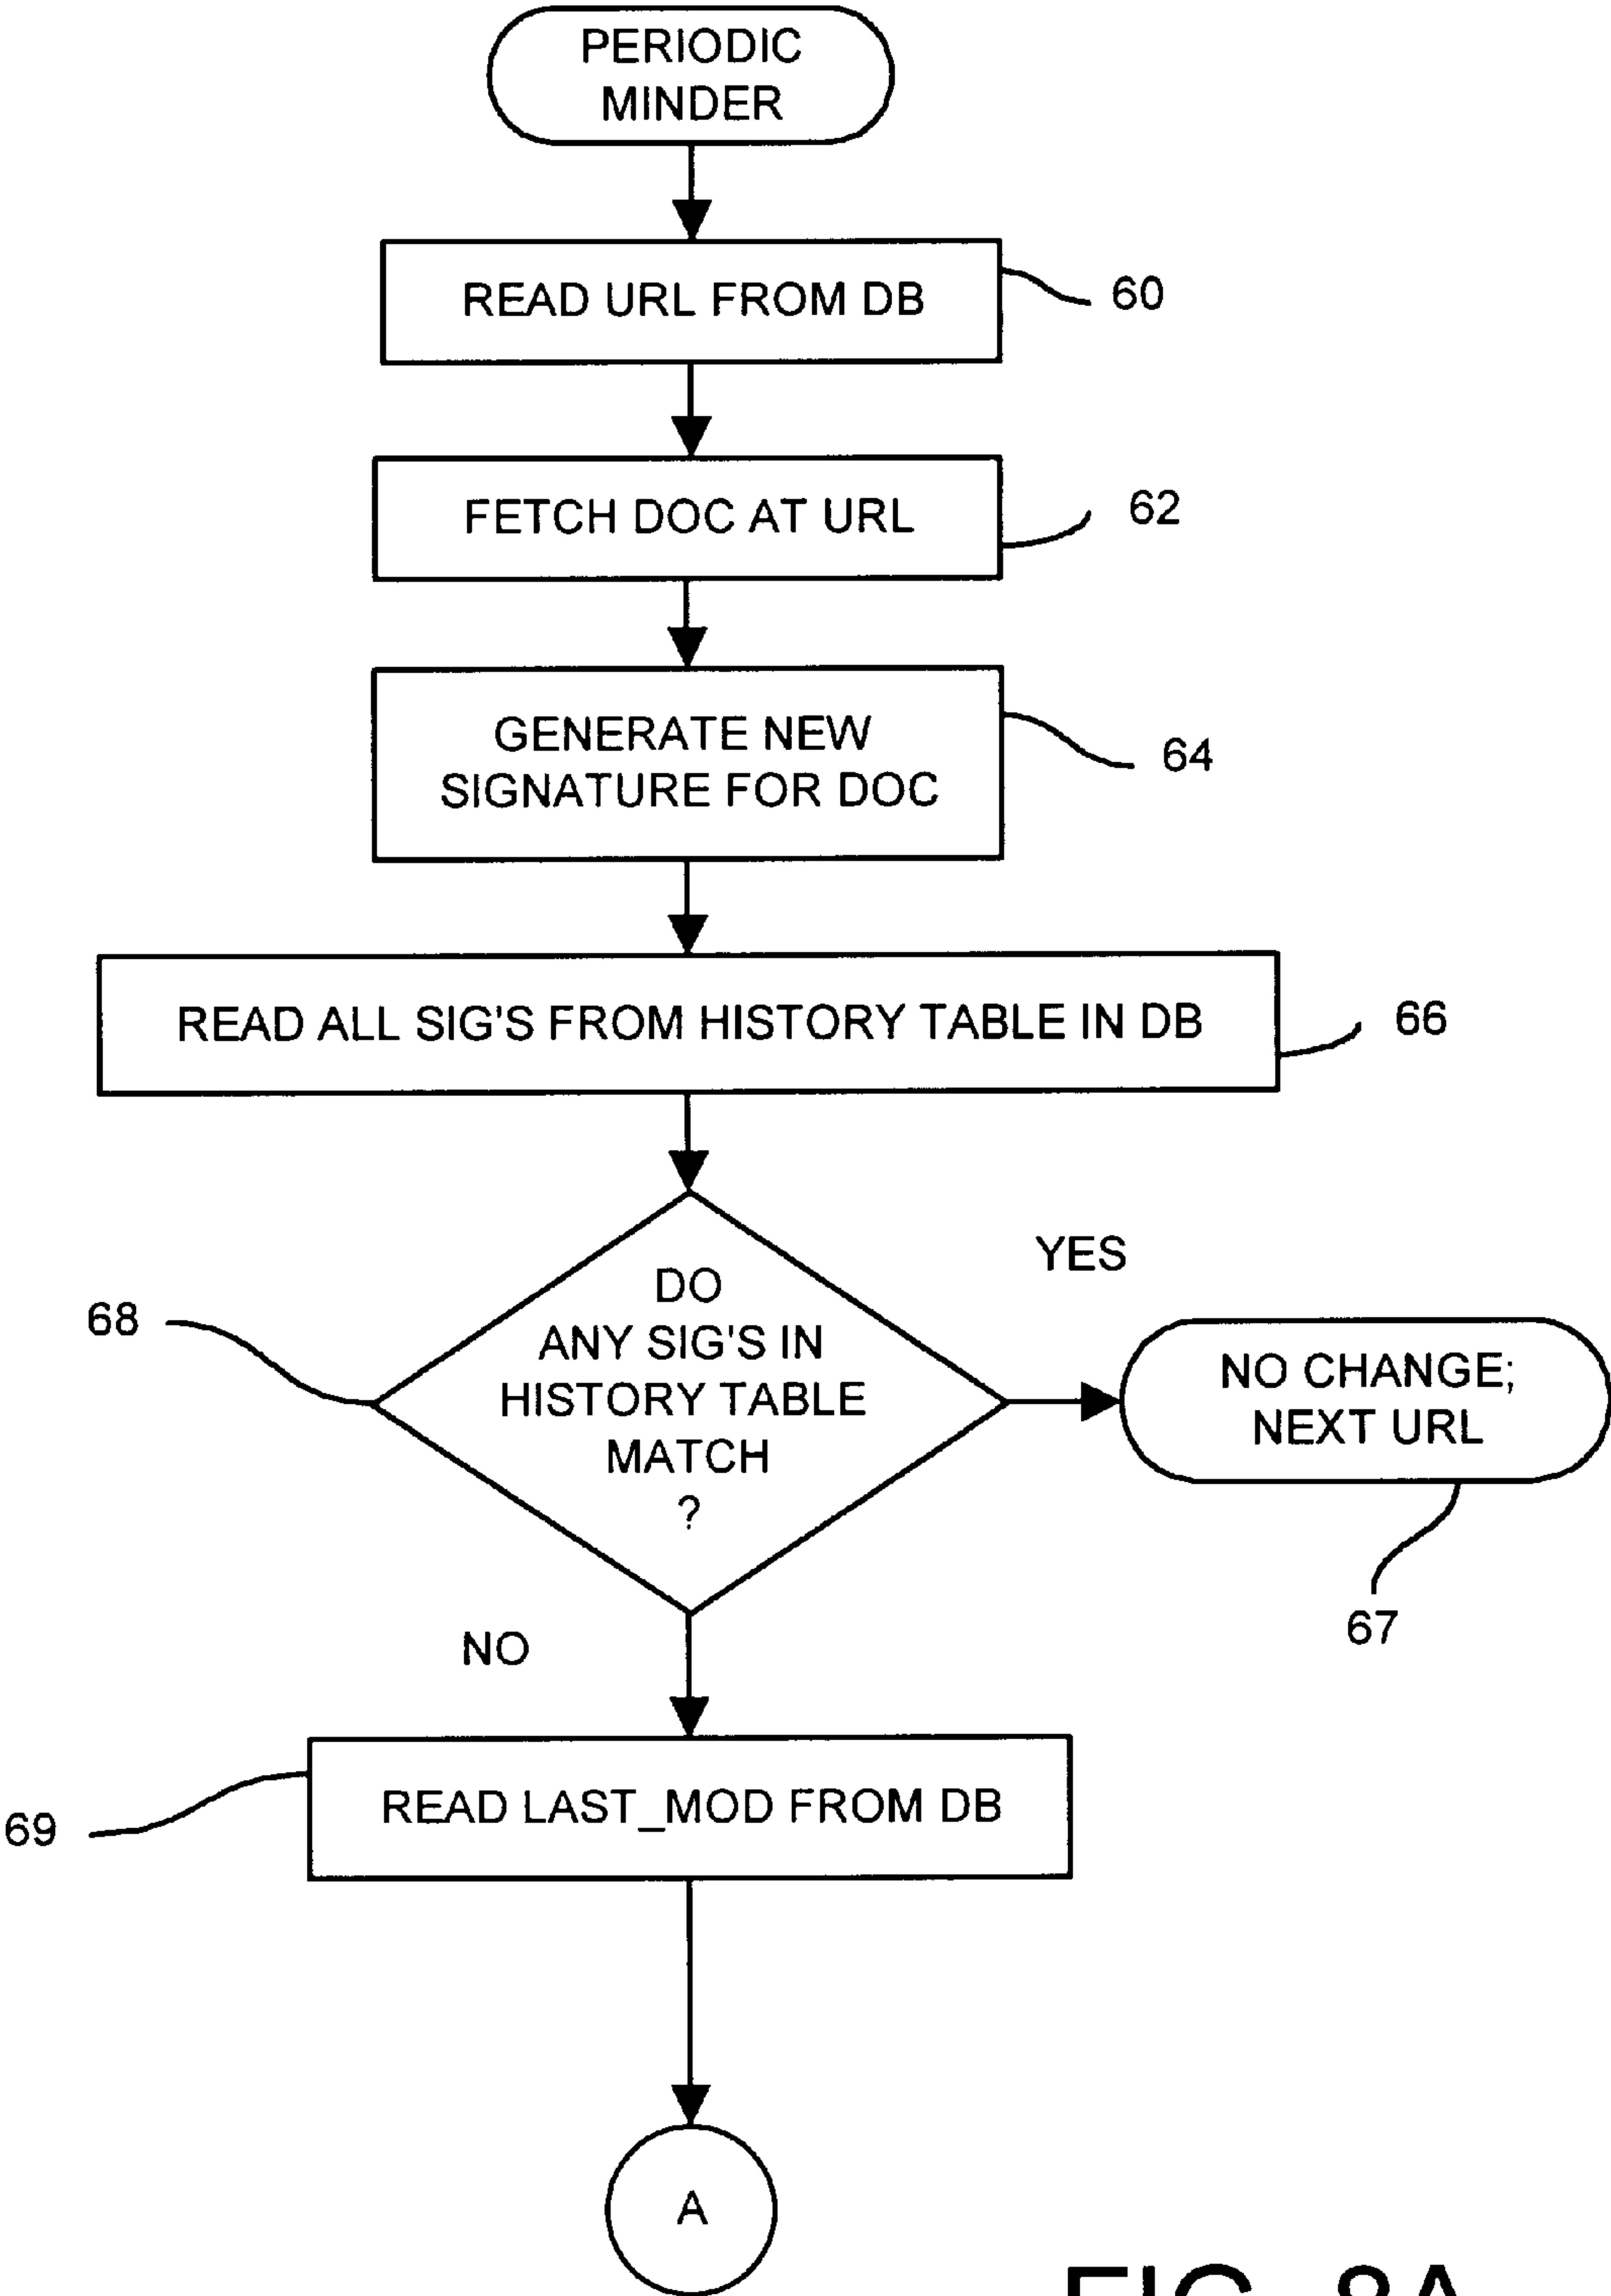 PERIODIC
MINDER
READ URL FROM DB
60
FETCH DOC AT URL
62
GENERATE NEW
SIGNATURE FOR DOC
64
READ ALL SIG'S FROM HISTORY TABLE IN DB
66
DO
ANY SIG'S IN
HISTORY TABLE
MATCH
?
68
YES
NO CHANGE;
NEXT URL
67
NO
READ LAST_MOD FROM DB
69
A
FIG. 8A